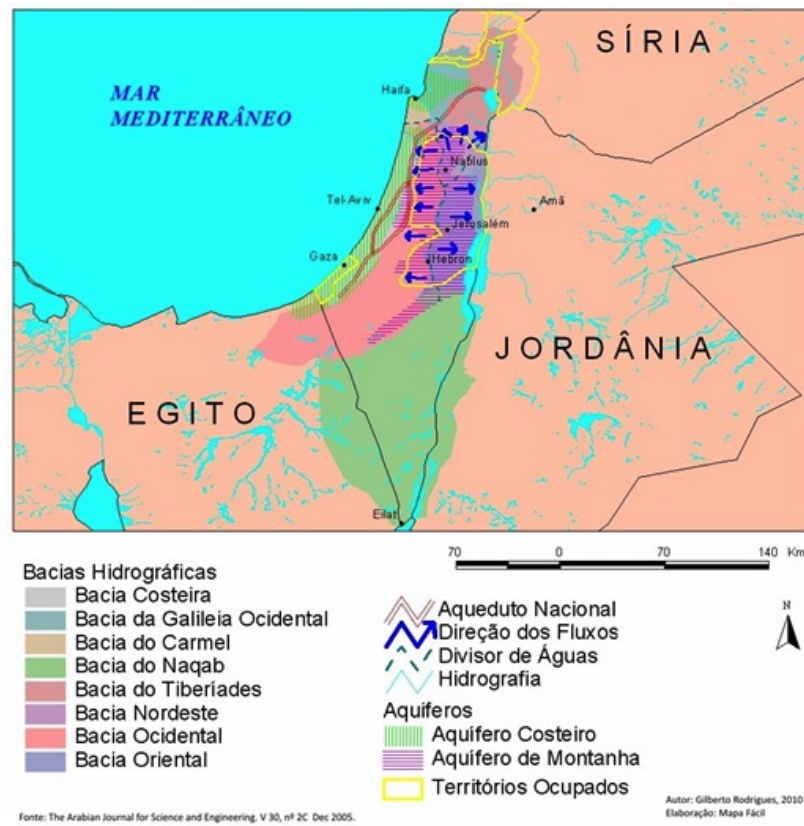 SÍRIA
MAR
MEDITERRÂNEO
Haifa
Nablus
Tel-Aviv
Amã
Jerusalém
Gaza
Hebron
JORDÂNIA
EGITO
Eilat
70 0 70 140 Km
Bacias Hidrográficas
Bacia Costeira
Bacia da Galileia Ocidental
Bacia do Carmel
Bacia do Naqab
Bacia do Tiberíades
Bacia Nordeste
Bacia Ocidental
Bacia Oriental
Aqueduto Nacional
Direção dos Fluxos
Divisor de Águas
Hidrografia
N
Aquiferos
Aquífero Costeiro
Aquífero de Montanha
Territórios Ocupados
Fonte: The Arabian Journal for Science and Engineering. V 30, nº 2C Dec 2005.
Autor: Gilberto Rodrigues, 2010
Elaboração: Mapa Fácil